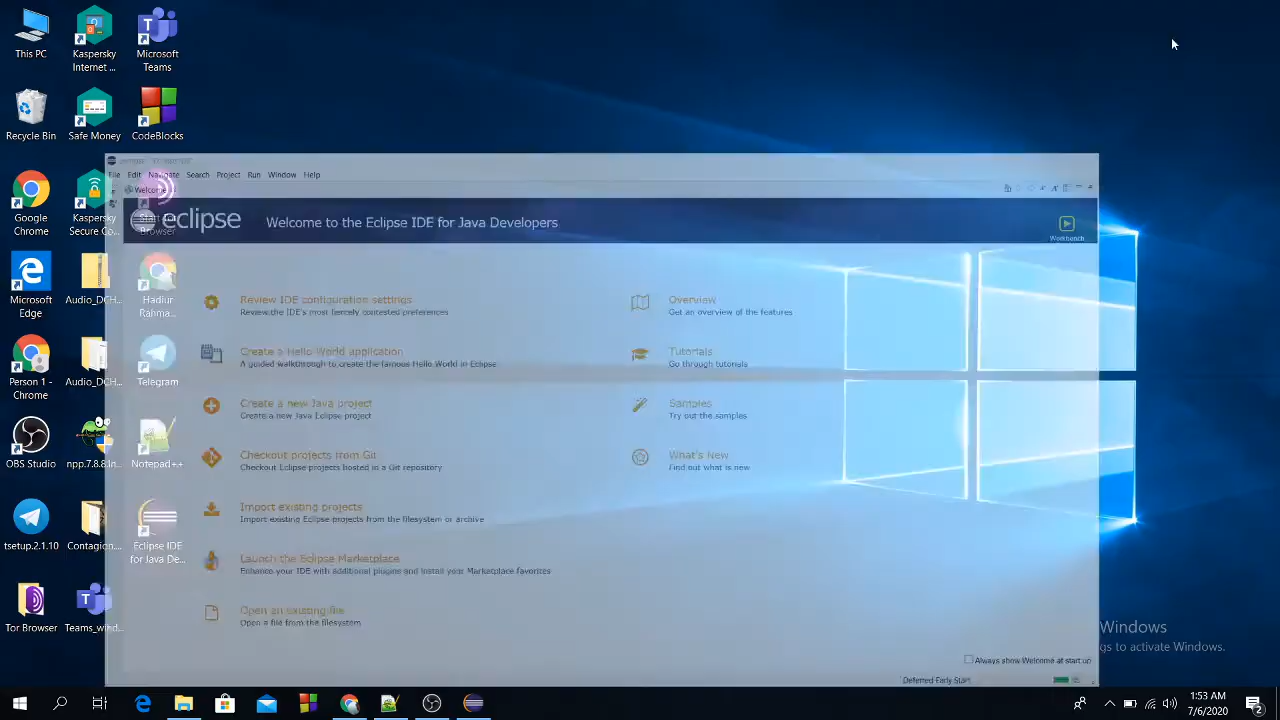 This PC
Kaspersky
Internet ...
Microsoft
Teams
Recycle Bin
Safe Money
CodeBlocks
File Edit Navigate Search Project Run Window Help
Welcome
Google
Chrome
Kaspersky
Secure Co...
Browser
eclipse
Welcome to the Eclipse IDE for Java Developers
Workbench
Microsoft
Edge
Audio_DCH...
Hadiur
Rahma...
Review IDE configuration settings
Review the IDE's most fiercely contested preferences
Overview
Get an overview of the features
Person 1 -
Chrome
Audio_DCH...
Telegram
Create a Hello World application
A guided walkthrough to create the famous Hello World in Eclipse
Tutorials
Go through tutorials
Create a new Java project
Create a new Java Eclipse project
Samples
Try out the samples
OBS Studio
npp.7.8.8.In...
Notepad++
Checkout projects from Git
Checkout Eclipse projects hosted in a Git repository
What's New
Find out what is new
tsetup.2.1.10
Contagion...
Eclipse IDE
for Java De...
Import existing projects
Import existing Eclipse projects from the filesystem or archive
Launch the Eclipse Marketplace
Enhance your IDE with additional plugins and install your Marketplace favorites
Tor Browser
Teams_wind...
Open an existing file
Open a file from the filesystem
Windows
gs to activate Windows.
Always show Welcome at start up
Deferred Early Start
1:53 AM
7/6/2020
2